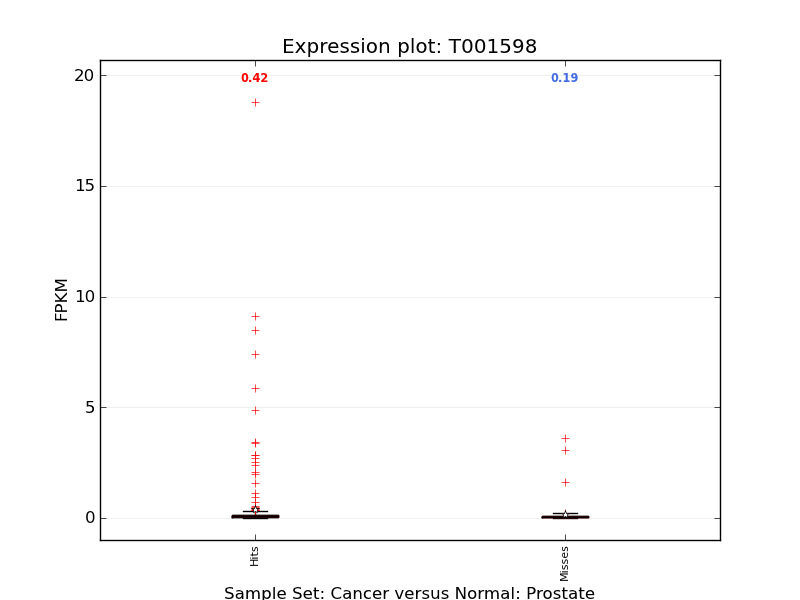 Expression plot: T001598
20
0.42
0.19
15
10
FPKM
5
0
Hits
Misses
Sample Set: Cancer versus Normal: Prostate